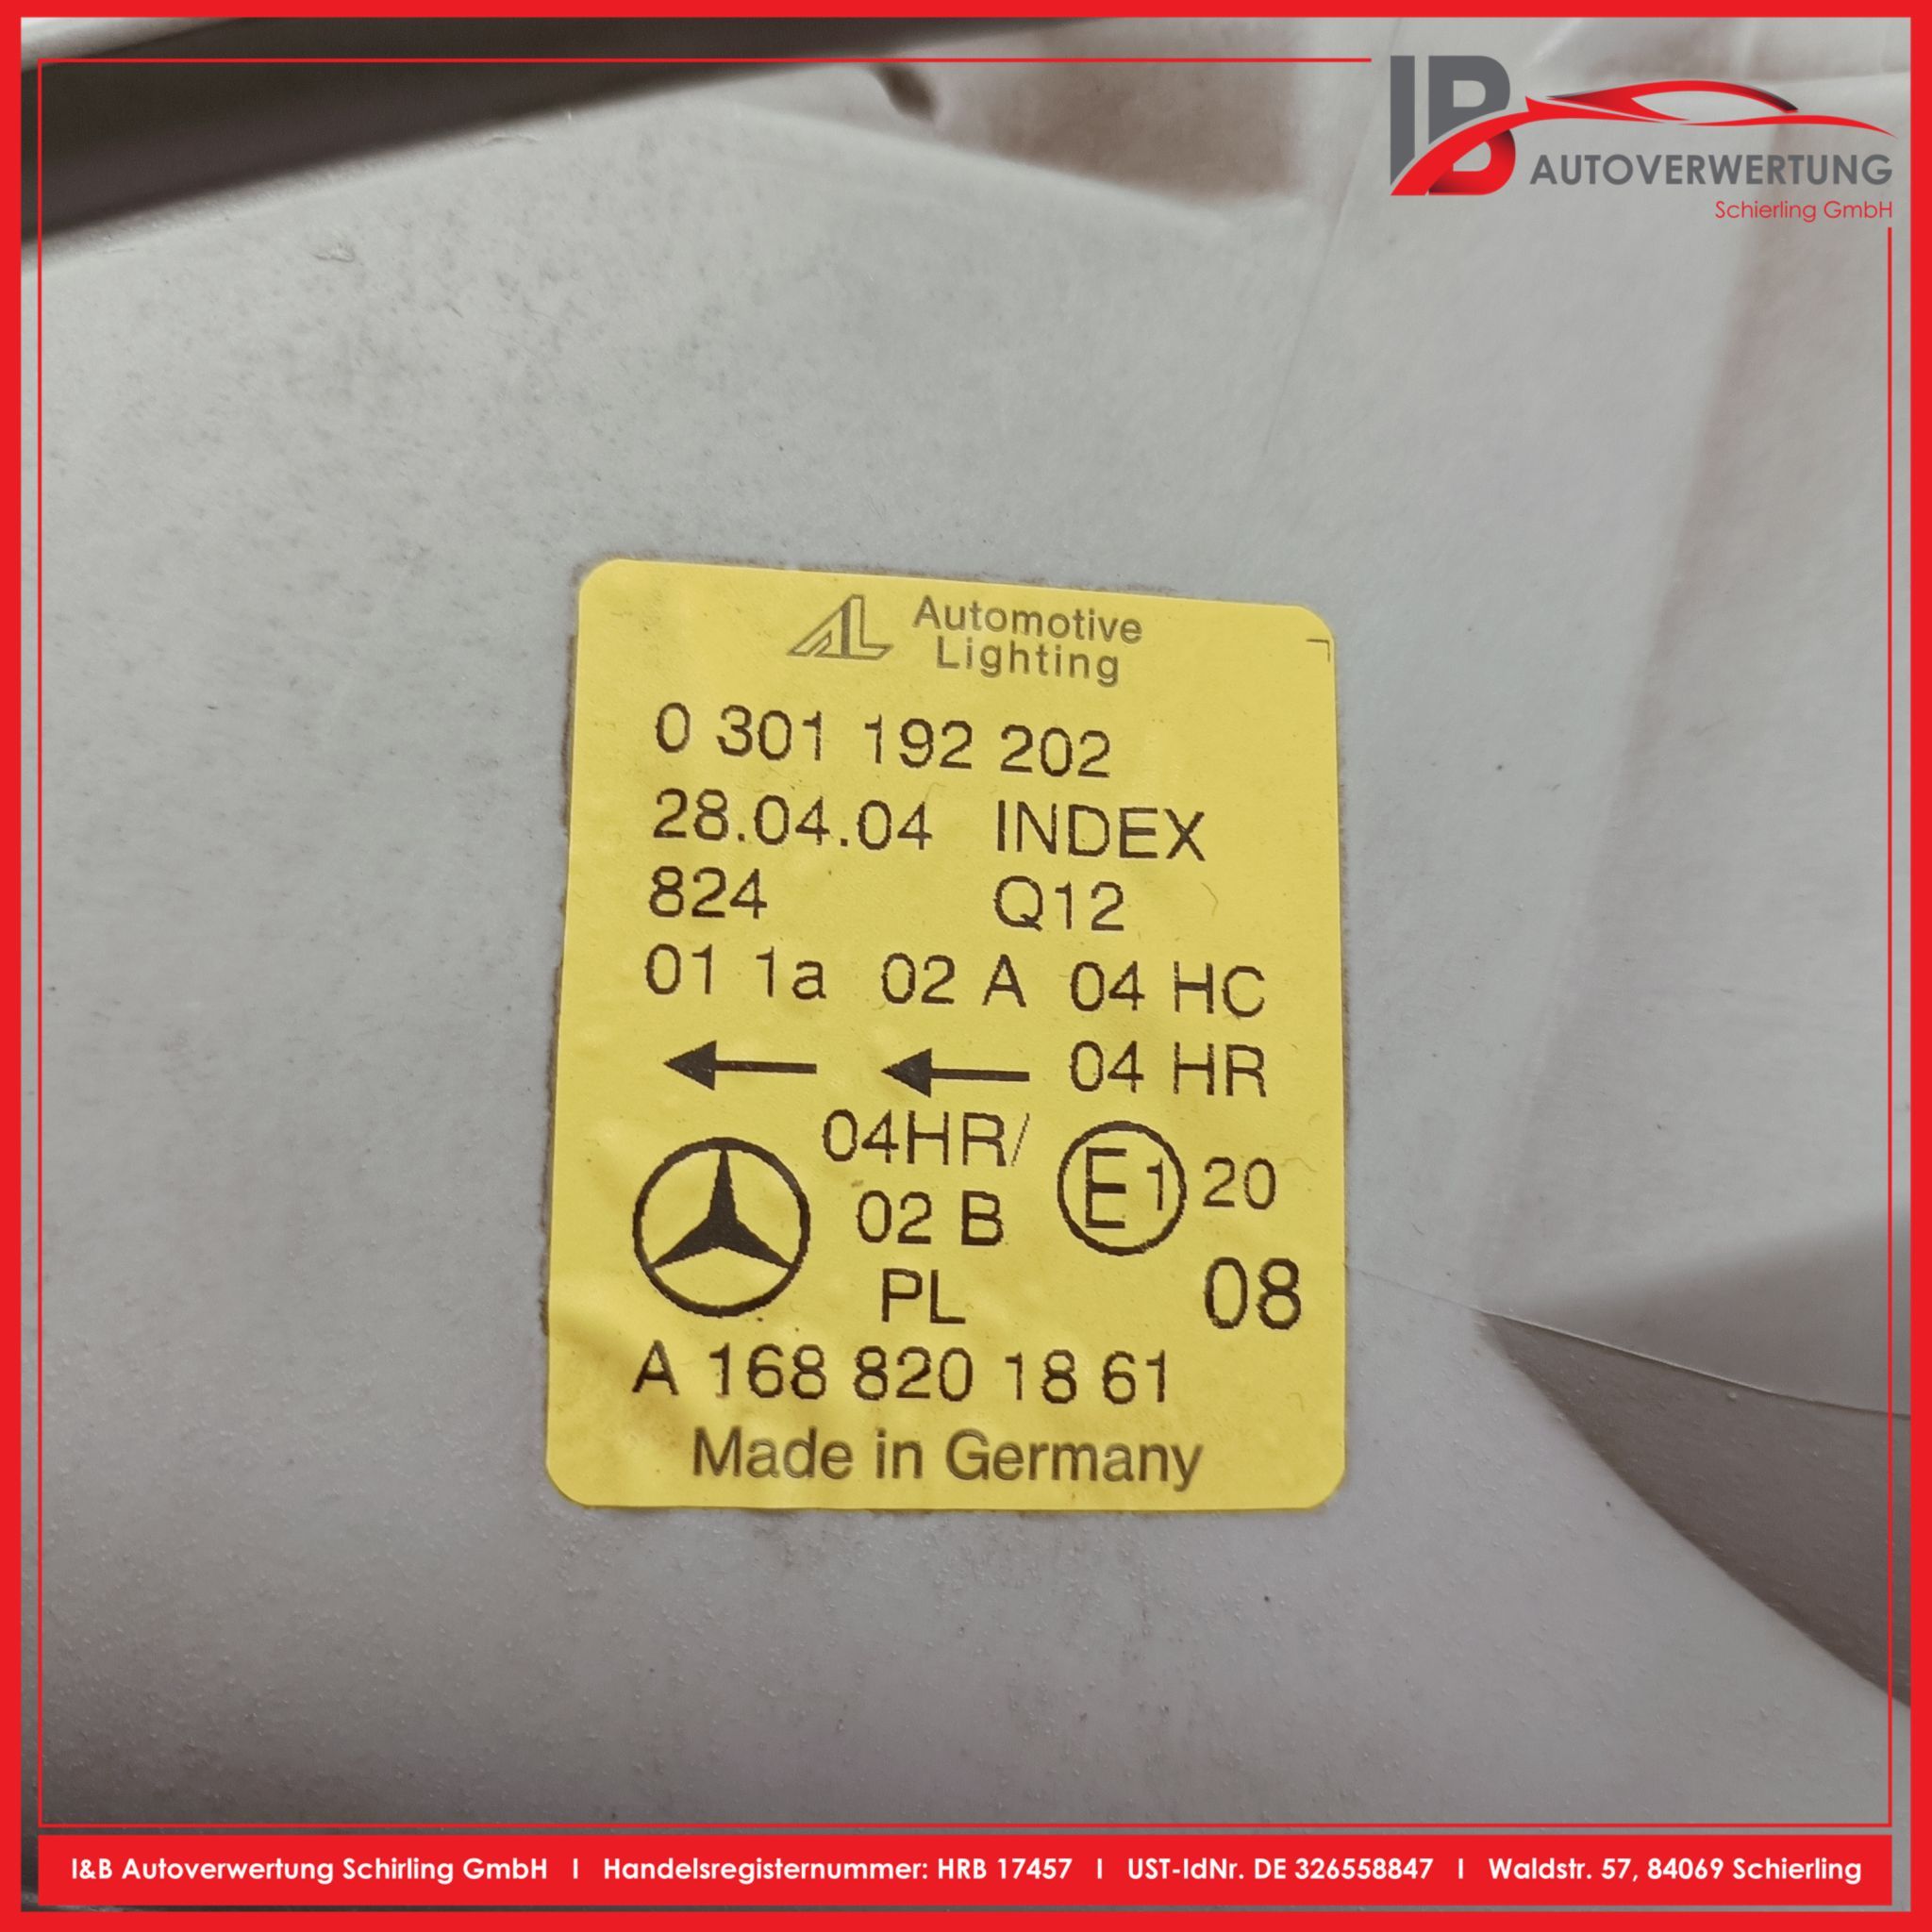 IB
AUTOVERWERTUNG
Schierling GmbH
AL Automotive
Lighting
0 301 192 202
28.04.04 INDEX
824 Q12
01 1a 02 A 04 HC
← ← 04 HR
04HR/
02 B E1 20
PL 08
A 168 820 18 61
Made in Germany
I&B Autoverwertung Schirling GmbH I Handelsregisternummer: HRB 17457 I UST-IdNr. DE 326558847 I Waldstr. 57, 84069 Schierling